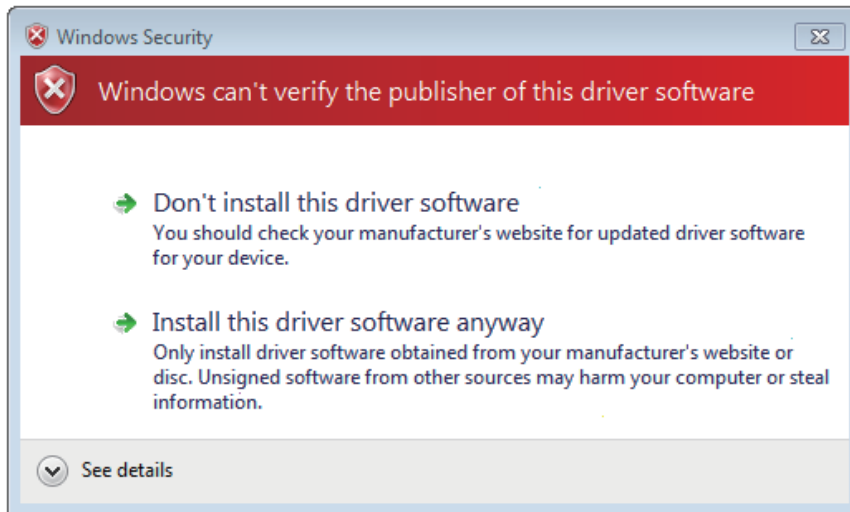 Windows Security
Windows can't verify the publisher of this driver software
Don't install this driver software
You should check your manufacturer's website for updated driver software
for your device.
Install this driver software anyway
Only install driver software obtained from your manufacturer's website or
disc. Unsigned software from other sources may harm your computer or steal
information.
See details